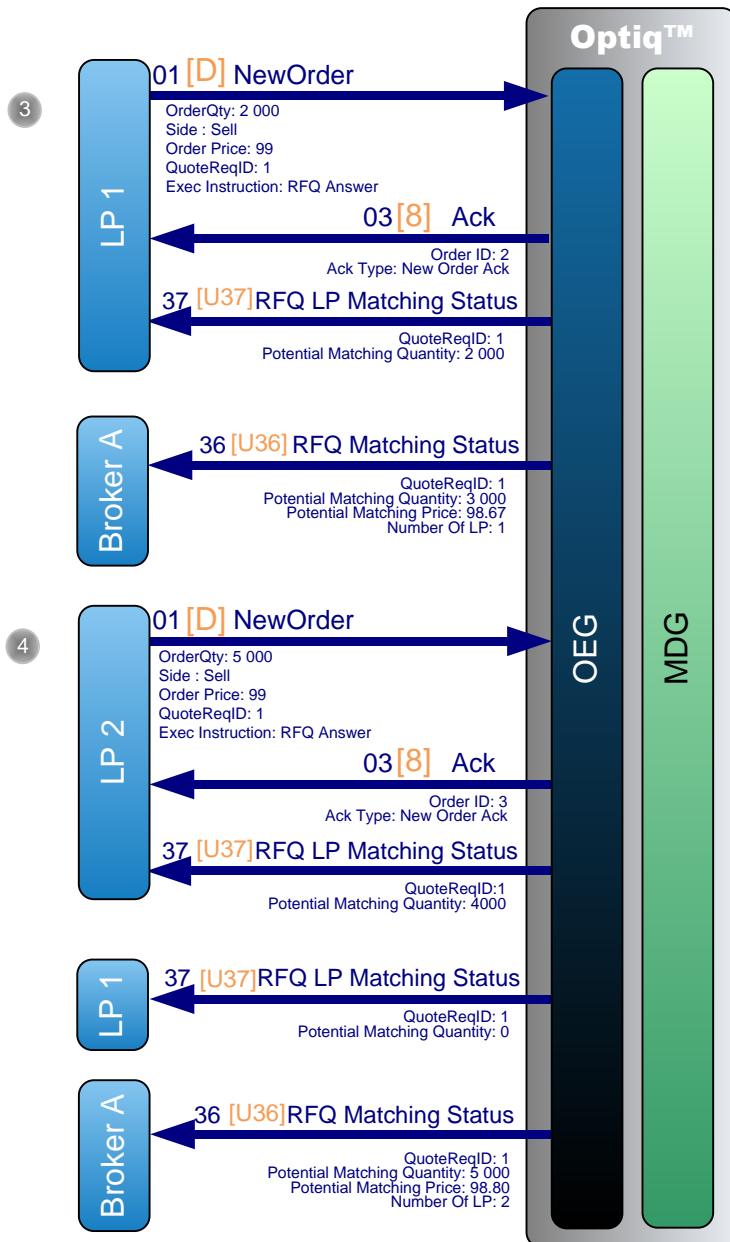 Optiq™
3
LP 1
01 [D] NewOrder
OrderQty: 2 000
Side : Sell
Order Price: 99
QuoteReqID: 1
Exec Instruction: RFQ Answer
03 [8] Ack
Order ID: 2
Ack Type: New Order Ack
37 [U37] RFQ LP Matching Status
QuoteReqID: 1
Potential Matching Quantity: 2 000
Broker A
36 [U36] RFQ Matching Status
QuoteReqID: 1
Potential Matching Quantity: 3 000
Potential Matching Price: 98.67
Number Of LP: 1
OEG
MDG
4
LP 2
01 [D] NewOrder
OrderQty: 5 000
Side : Sell
Order Price: 99
QuoteReqID: 1
Exec Instruction: RFQ Answer
03 [8] Ack
Order ID: 3
Ack Type: New Order Ack
37 [U37] RFQ LP Matching Status
QuoteReqID:1
Potential Matching Quantity: 4000
LP 1
37 [U37] RFQ LP Matching Status
QuoteReqID: 1
Potential Matching Quantity: 0
Broker A
36 [U36] RFQ Matching Status
QuoteReqID: 1
Potential Matching Quantity: 5 000
Potential Matching Price: 98.80
Number Of LP: 2